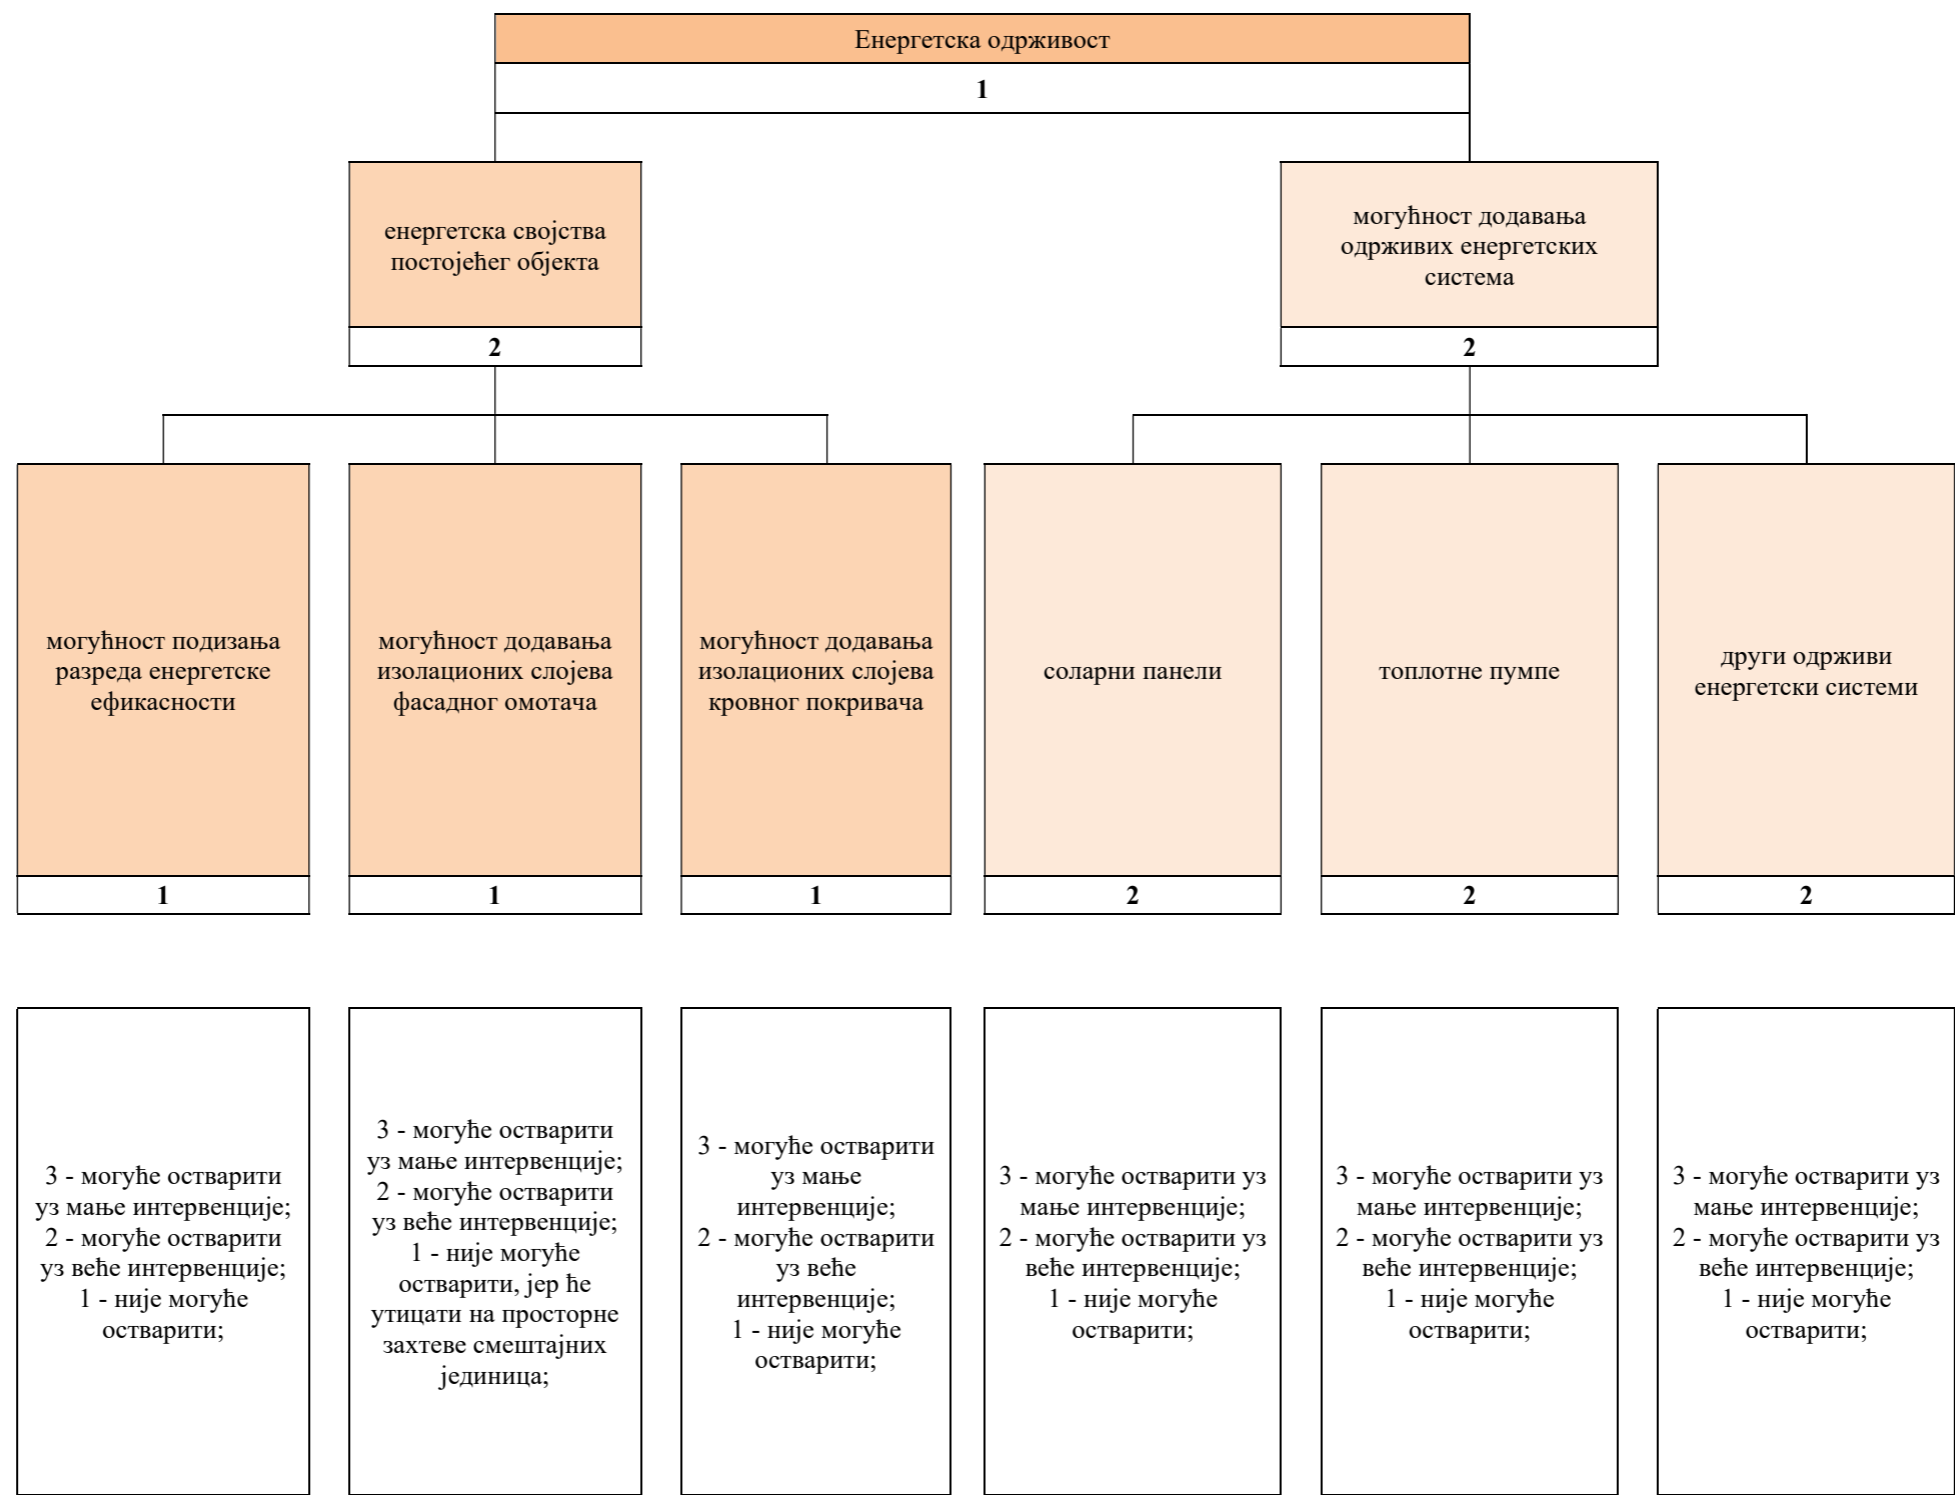 Енергетска одрживост
1
енергетска својства
постојећег објекта
2
могућност додавања
одрживих енергетских
система
2
могућност подизања
разреда енергетске
ефикасности
1
могућност додавања
изолационих слојева
фасадног омотача
1
могућност додавања
изолационих слојева
кровног покривача
1
соларни панели
2
топлотне пумпе
2
други одрживи
енергетски системи
2
3 - могуће остварити
уз мање интервенције;
2 - могуће остварити
уз веће интервенције;
1 - није могуће
остварити;
3 - могуће остварити
уз мање интервенције;
2 - могуће остварити
уз веће интервенције;
1 - није могуће
остварити, јер ће
утицати на просторне
захтеве смештајних
јединица;
3 - могуће остварити
уз мање
интервенције;
2 - могуће остварити
уз веће
интервенције;
1 - није могуће
остварити;
3 - могуће остварити уз
мање интервенције;
2 - могуће остварити уз
веће интервенције;
1 - није могуће
остварити;
3 - могуће остварити уз
мање интервенције;
2 - могуће остварити уз
веће интервенције;
1 - није могуће
остварити;
3 - могуће остварити уз
мање интервенције;
2 - могуће остварити уз
веће интервенције;
1 - није могуће
остварити;